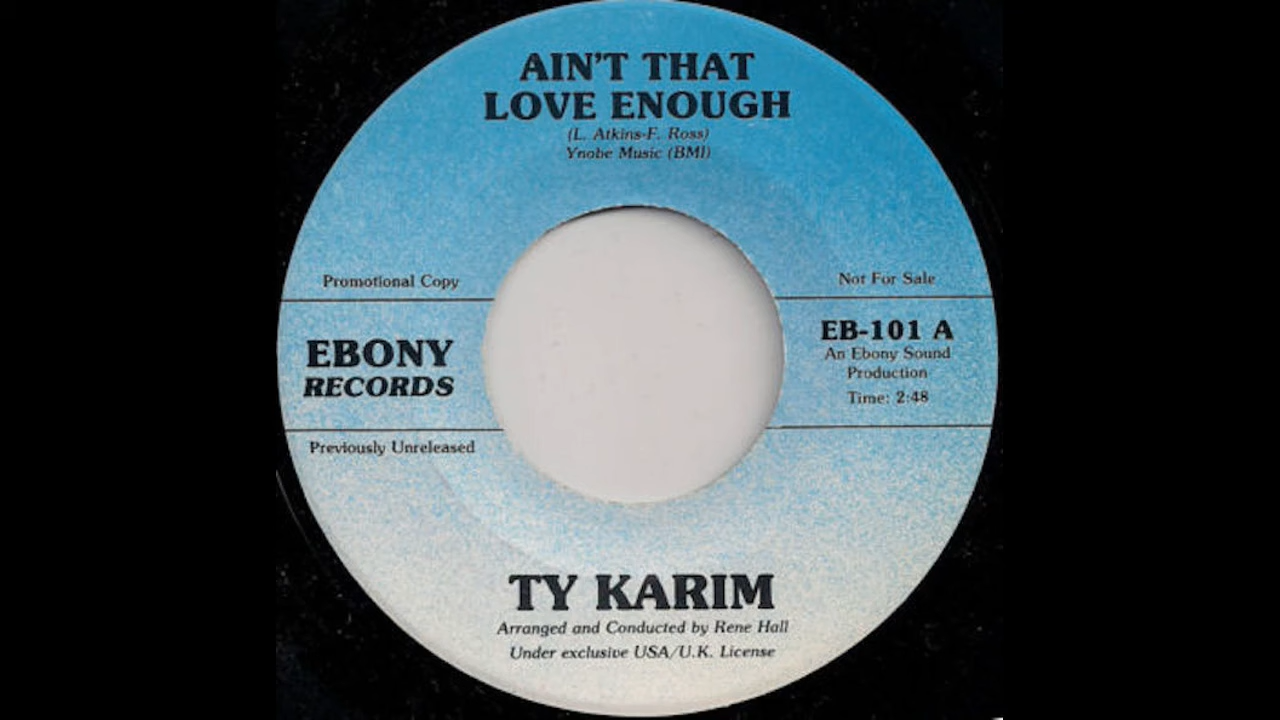 AIN'T THAT
LOVE ENOUGH
(L. Atkins-F. Ross)
Ynobe Music (BMI)
Promotional Copy
Not For Sale
EBONY
RECORDS
EB-101 A
An Ebony Sound
Production
Time: 2:48
Previously Unreleased
TY KARIM
Arranged and Conducted by Rene Hall
Under exclusive USA/U.K. License